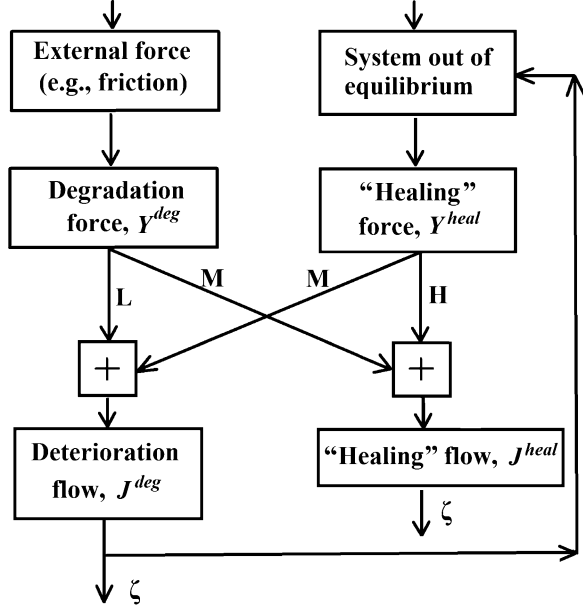 External force
(e.g., friction)
System out of
equilibrium
Degradation
force, Y^deg
"Healing"
force, Y^heal
L
M
M
H
+
+
Deterioration
flow, J^deg
"Healing" flow, J^heal
ζ
ζ